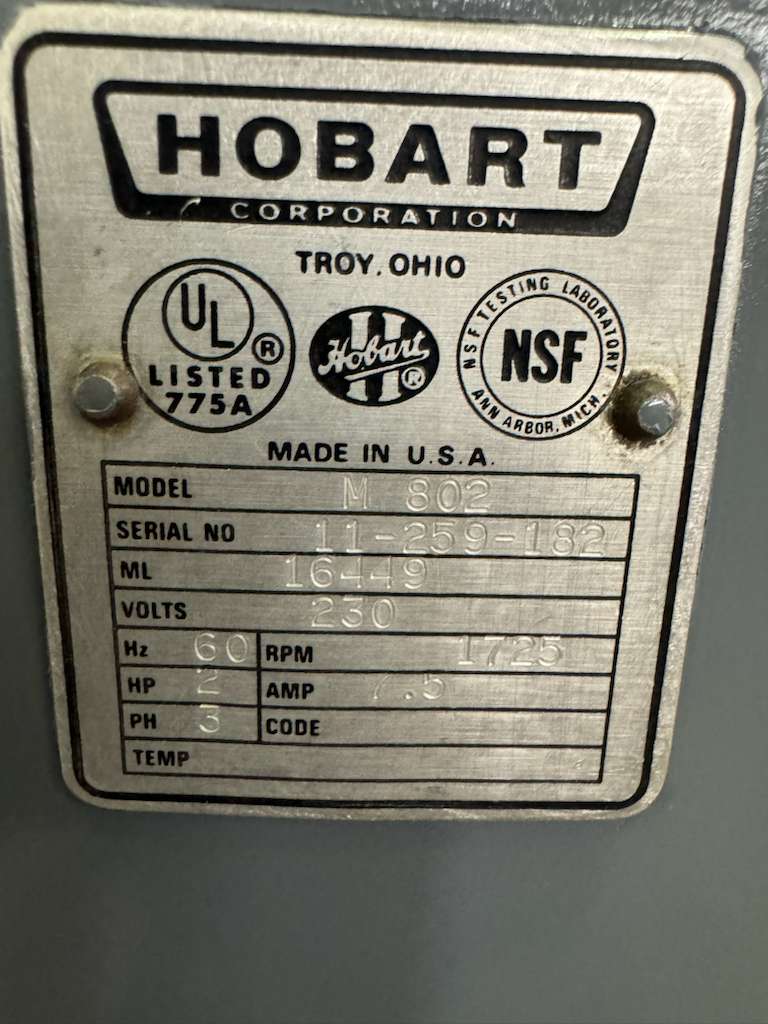 HOBART
CORPORATION
TROY, OHIO
UL ®
LISTED
775A
Hobart ®
NSF TESTING LABORATORY
NSF
ANN ARBOR, MICH.
MADE IN U.S.A.
MODEL M 802
SERIAL NO 11-259-182
ML 16449
VOLTS 230
Hz 60 RPM 1725
HP 2 AMP 7.5
PH 3 CODE
TEMP